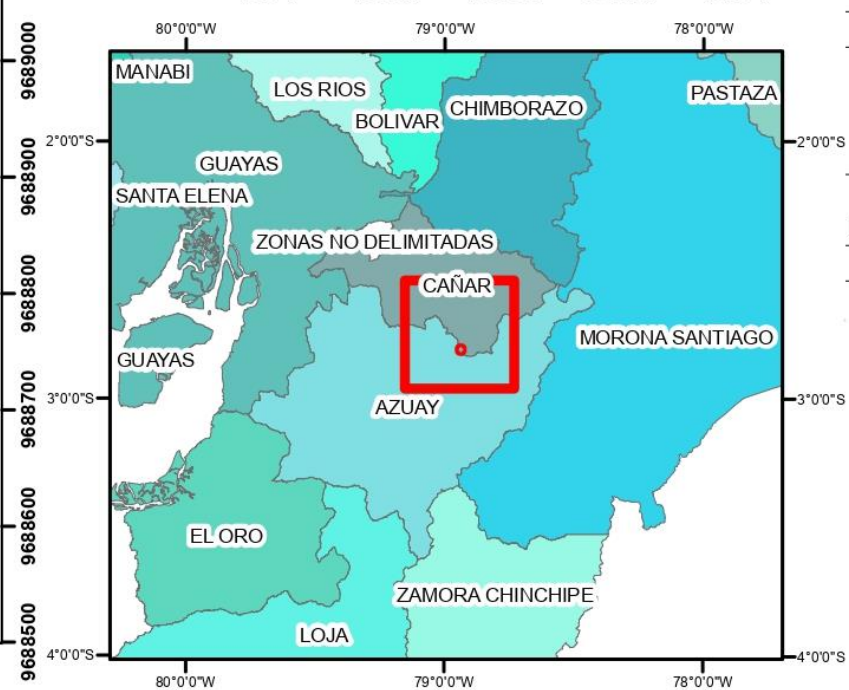 80°0'0"W 79°0'0"W 78°0'0"W
9689000
MANABI
LOS RIOS
PASTAZA
CHIMBORAZO
BOLIVAR
2°0'0"S 2°0'0"S
GUAYAS
9688900
SANTA ELENA
ZONAS NO DELIMITADAS
CAÑAR
9688800
MORONA SANTIAGO
GUAYAS
3°0'0"S 3°0'0"S
AZUAY
9688700
9688600
EL ORO
ZAMORA CHINCHIPE
LOJA
9688500
4°0'0"S 4°0'0"S
80°0'0"W 79°0'0"W 78°0'0"W